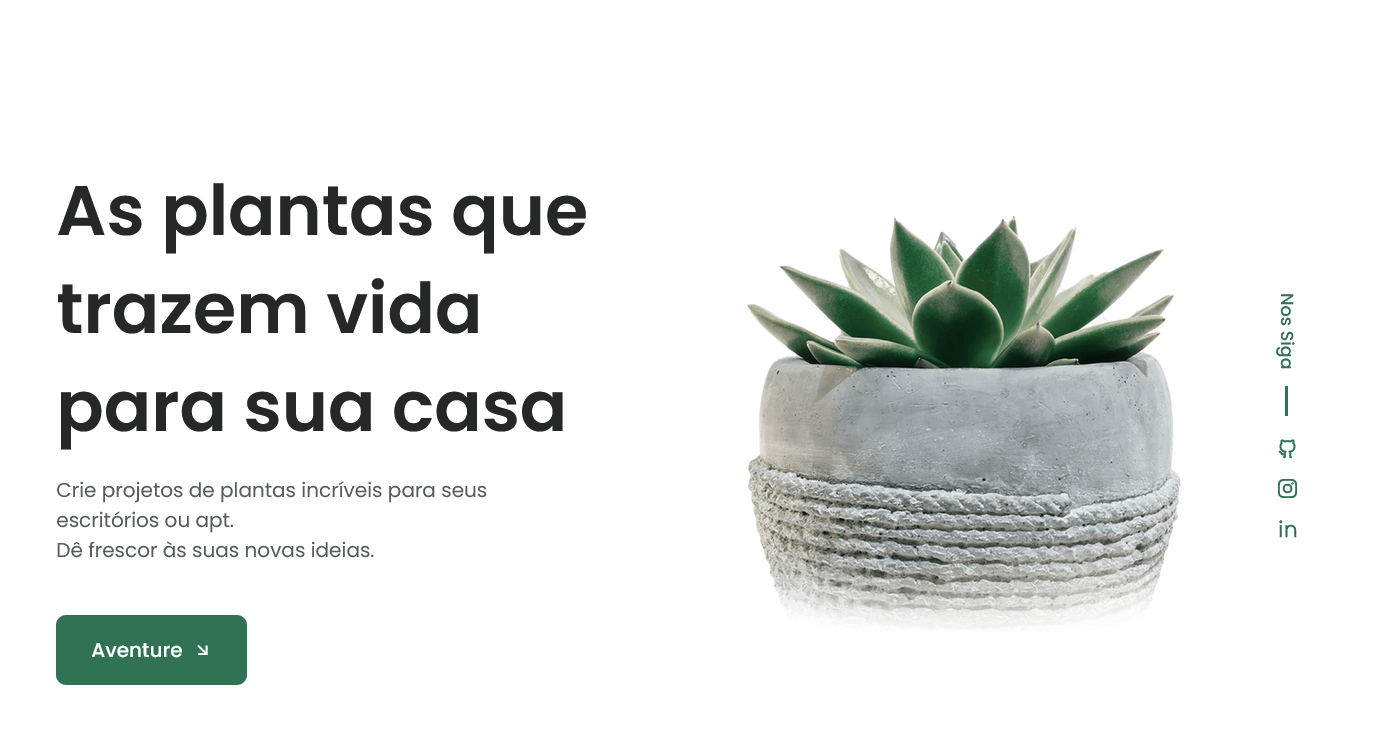 As plantas que
trazem vida
para sua casa
Crie projetos de plantas incríveis para seus
escritórios ou apt.
Dê frescor às suas novas ideias.
Aventure
Nos Siga
in